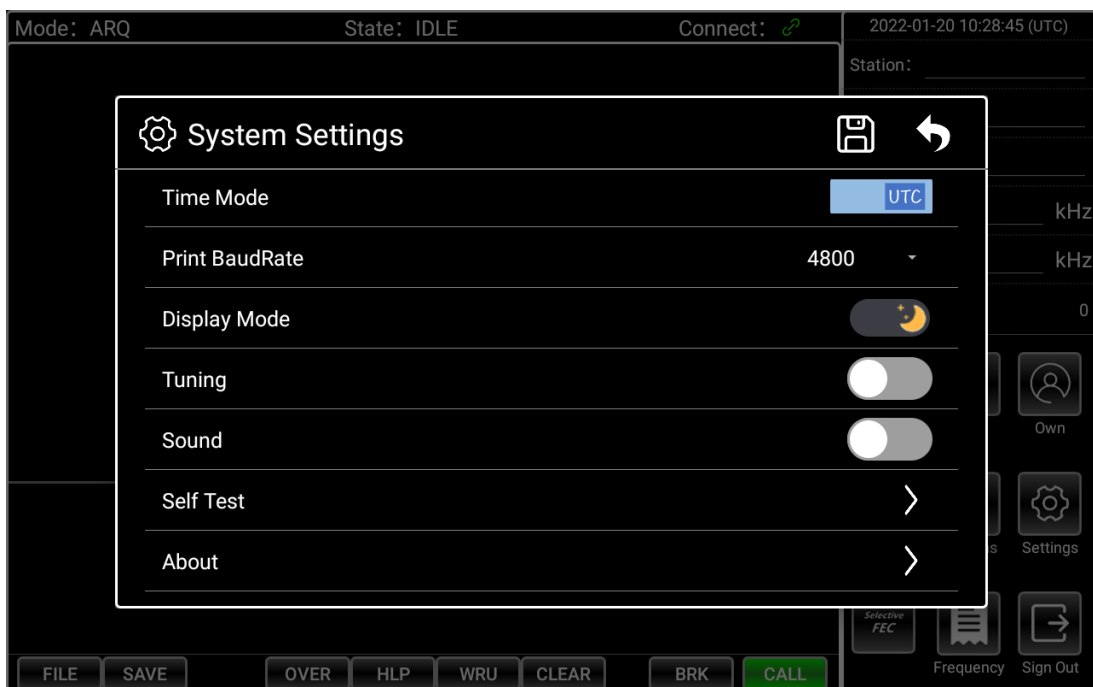 Mode: ARQ State: IDLE Connect:
2022-01-20 10:28:45 (UTC)
Station:
System Settings
Time Mode UTC
kHz
Print BaudRate 4800
kHz
Display Mode
0
Tuning
Own
Sound
Self Test
Settings
About
Selective
FEC
Frequency Sign Out
FILE SAVE OVER HLP WRU CLEAR BRK CALL